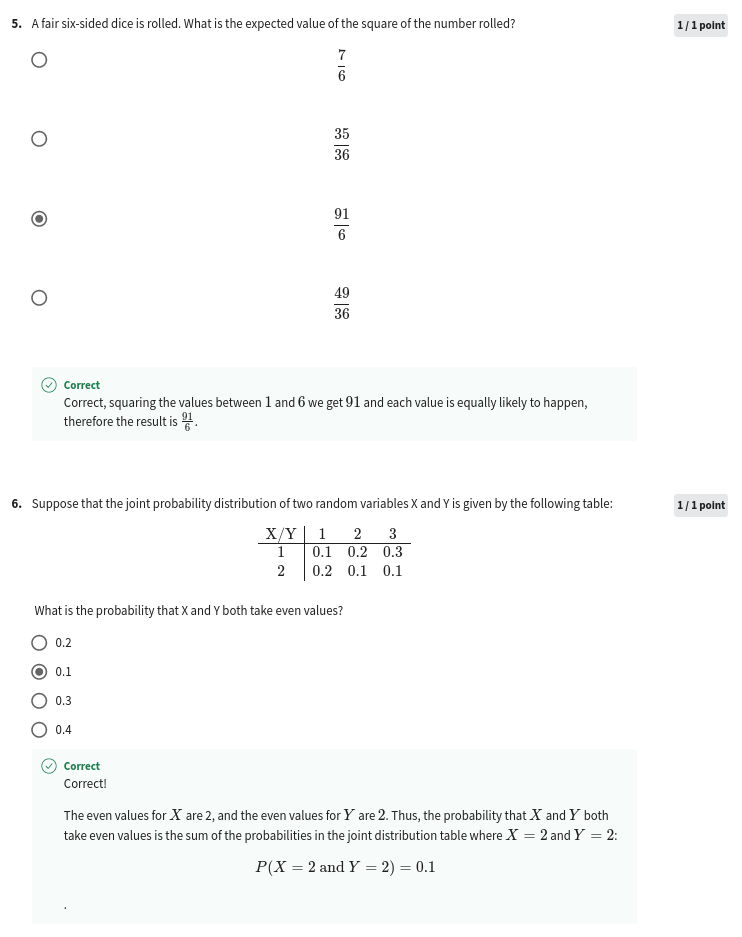 5. A fair six-sided dice is rolled. What is the expected value of the square of the number rolled?
1 / 1 point
7
6
35
36
91
6
49
36
Correct
Correct, squaring the values between 1 and 6 we get 91 and each value is equally likely to happen,
therefore the result is 91/6.
6. Suppose that the joint probability distribution of two random variables X and Y is given by the following table:
1 / 1 point
X/Y 1 2 3
1 0.1 0.2 0.3
2 0.2 0.1 0.1
What is the probability that X and Y both take even values?
0.2
0.1
0.3
0.4
Correct
Correct!
The even values for X are 2, and the even values for Y are 2. Thus, the probability that X and Y both
take even values is the sum of the probabilities in the joint distribution table where X = 2 and Y = 2:
P(X = 2 and Y = 2) = 0.1
.